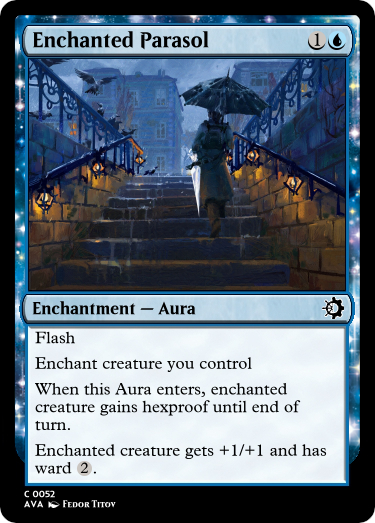 Enchanted Parasol 1
Enchantment — Aura
Flash
Enchant creature you control
When this Aura enters, enchanted
creature gains hexproof until end of
turn.
Enchanted creature gets +1/+1 and has
ward 2.
C 0052
AVA Fedor Titov